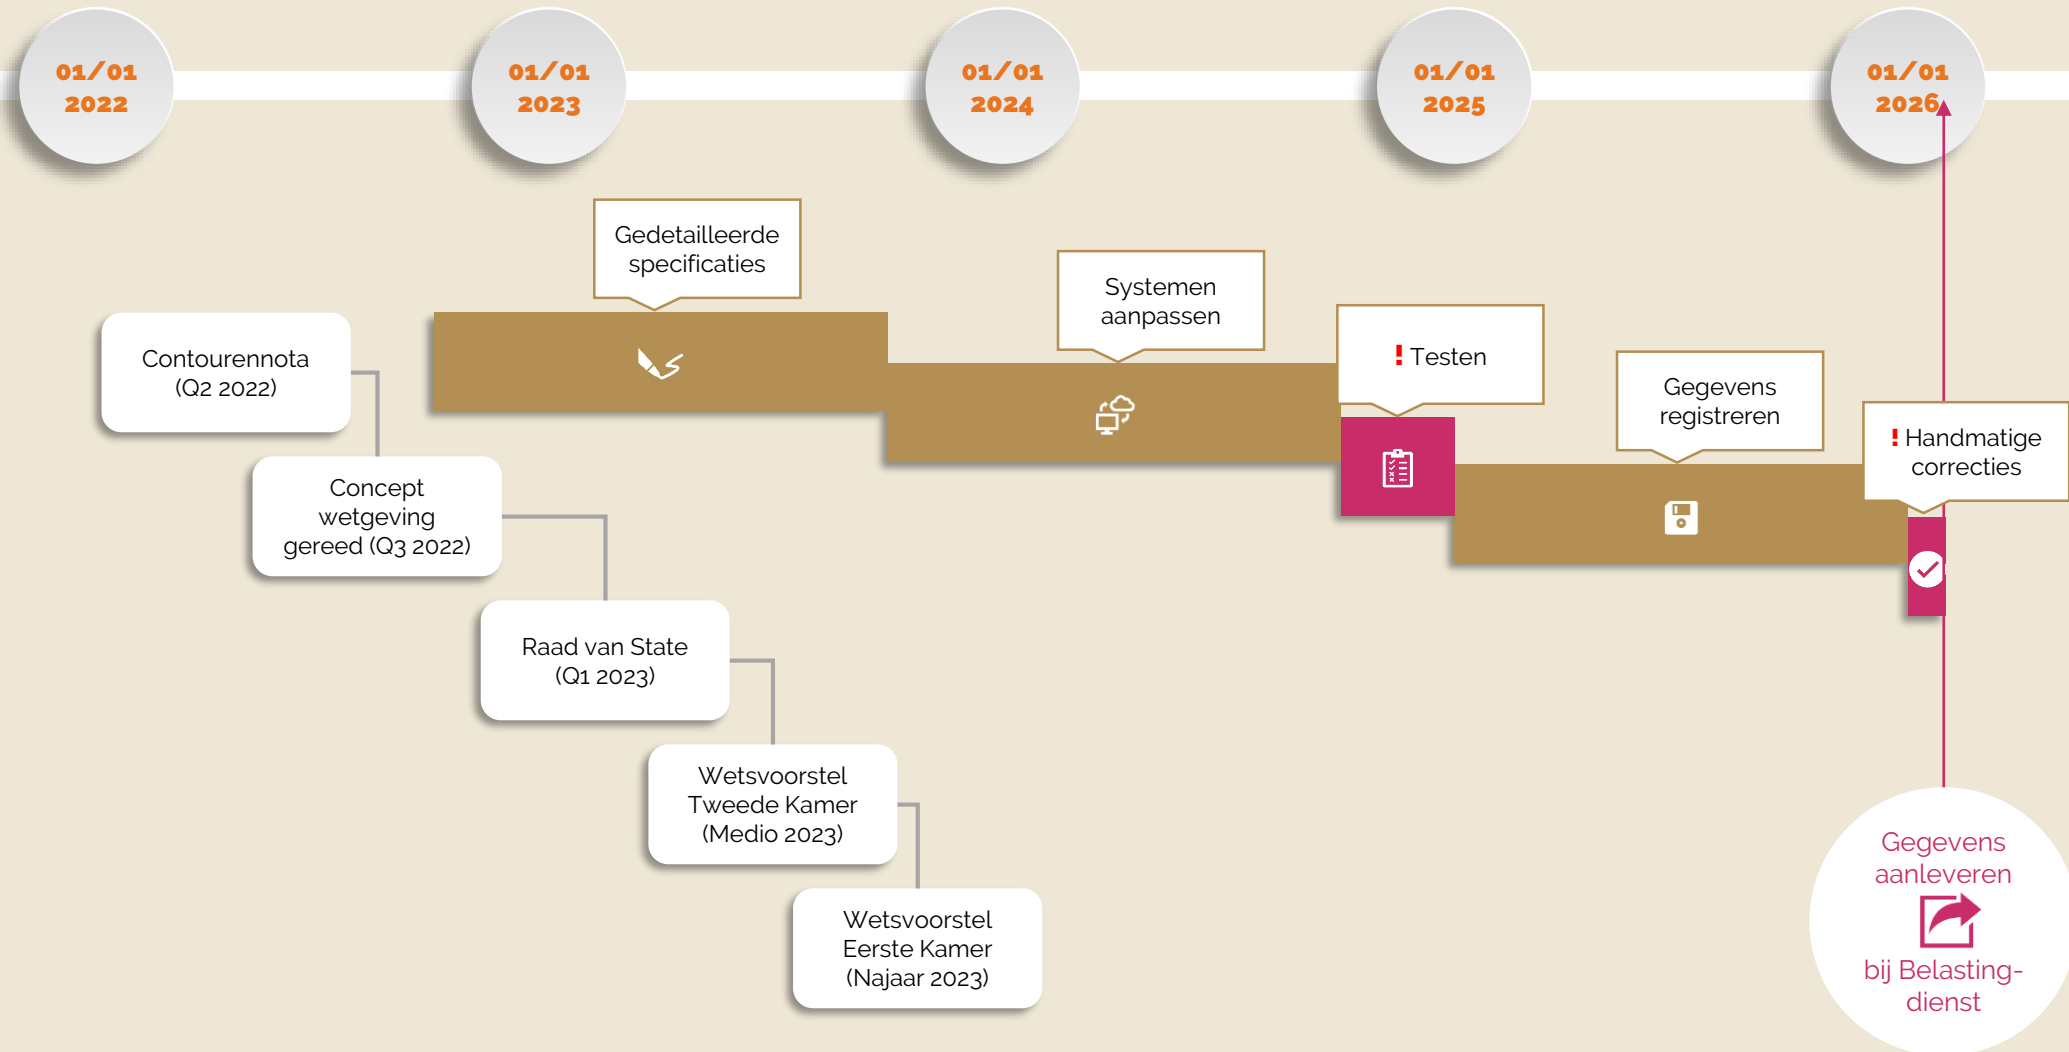 01/01
2022
01/01
2023
01/01
2024
01/01
2025
01/01
2026
Gedetailleerde
specificaties
Systemen
aanpassen
! Testen
Gegevens
registreren
! Handmatige
correcties
Contourennota
(Q2 2022)
Concept
wetgeving
gereed (Q3 2022)
Raad van State
(Q1 2023)
Wetsvoorstel
Tweede Kamer
(Medio 2023)
Wetsvoorstel
Eerste Kamer
(Najaar 2023)
Gegevens
aanleveren
bij Belasting-
dienst